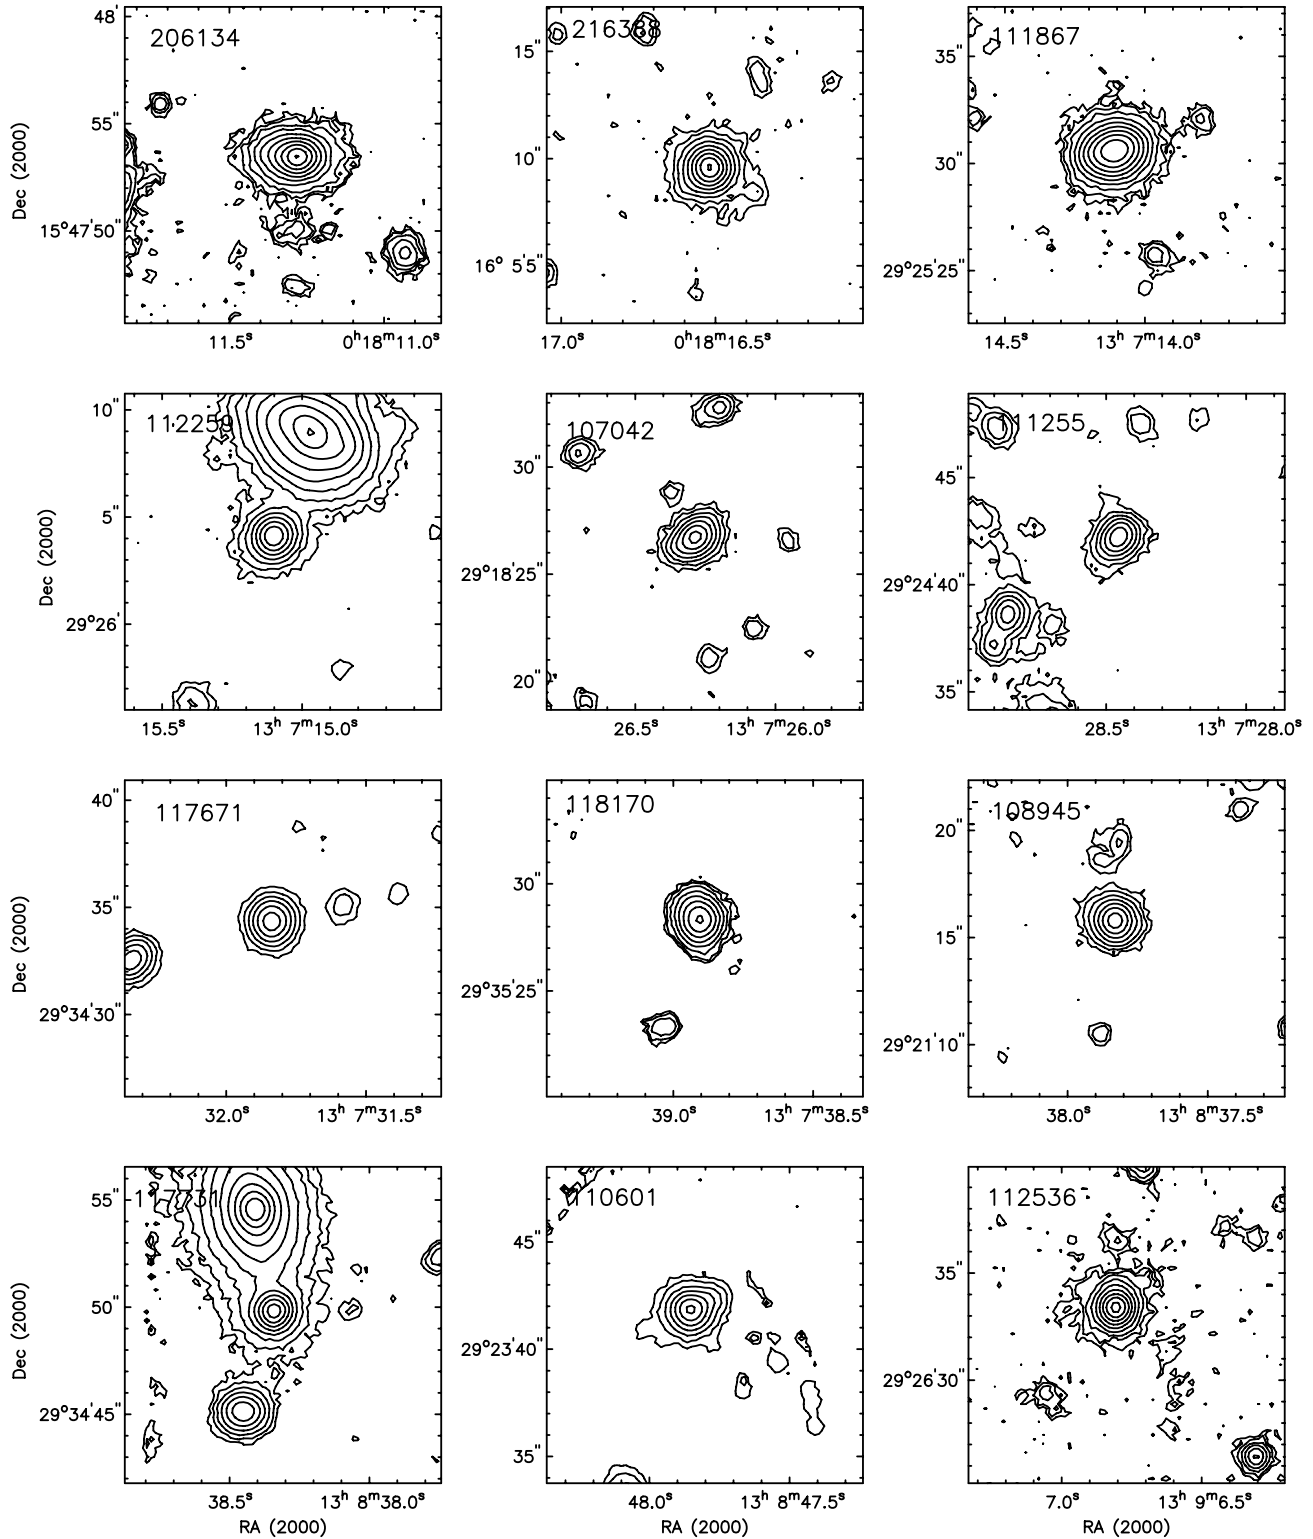 206134
216388
111867
48'
55"
15°47'50"
Dec (2000)
11.5s
0h18m11.0s
15"
10"
16° 5'5"
17.0s
0h18m16.5s
35"
30"
29°25'25"
14.5s
13h 7m14.0s
112259
107042
111255
10"
5"
29°26'
Dec (2000)
15.5s
13h 7m15.0s
30"
29°18'25"
20"
26.5s
13h 7m26.0s
45"
29°24'40"
35"
28.5s
13h 7m28.0s
117671
118170
108945
40"
35"
29°34'30"
Dec (2000)
32.0s
13h 7m31.5s
30"
29°35'25"
39.0s
13h 7m38.5s
20"
15"
29°21'10"
38.0s
13h 8m37.5s
110601
112536
55"
50"
29°34'45"
Dec (2000)
38.5s
13h 8m38.0s
RA (2000)
45"
29°23'40"
35"
48.0s
13h 8m47.5s
RA (2000)
35"
29°26'30"
7.0s
13h 9m6.5s
RA (2000)